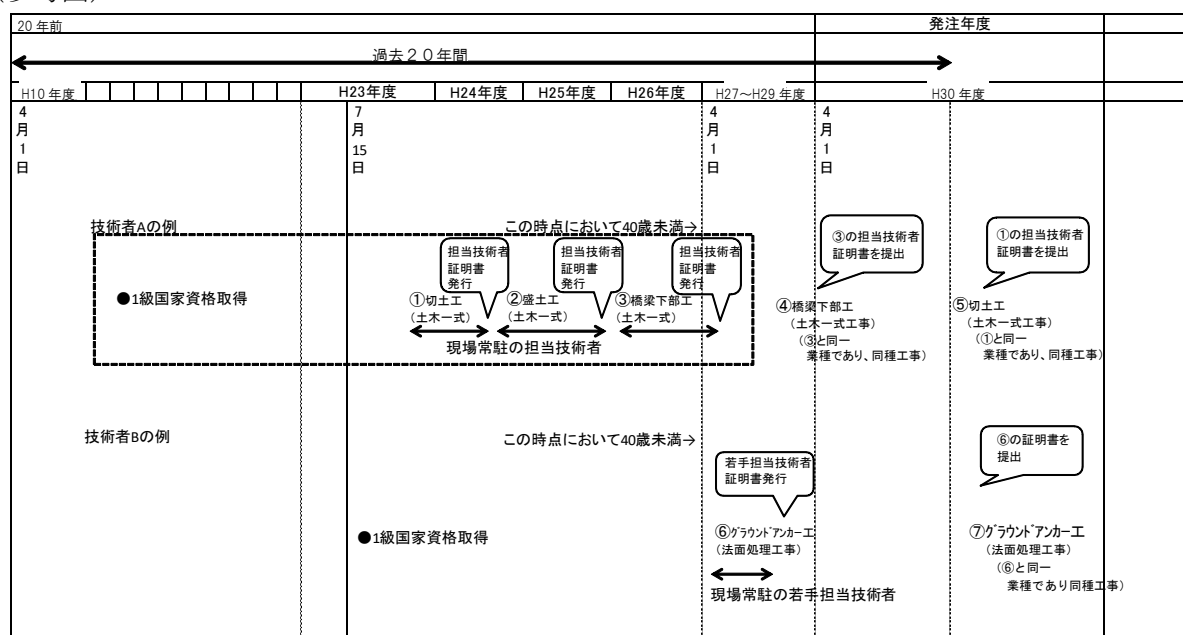 20年前
発注年度
過去20年間
H10年度
H23年度
H24年度
H25年度
H26年度
H27～H29年度
H30年度
4
月
1
日
7
月
15
日
4
月
1
日
4
月
1
日
技術者Aの例
この時点において40歳未満→
担当技術者
証明書
発行
担当技術者
証明書
発行
担当技術者
証明書
発行
③の担当技術者
証明書を提出
①の担当技術者
証明書を提出
●1級国家資格取得
①切土工
(土木一式)
②盛土工
(土木一式)
③橋梁下部工
(土木一式)
現場常駐の担当技術者
④橋梁下部工
(土木一式工事)
(③と同一
業種であり、同種工事)
⑤切土工
(土木一式工事)
(①と同一
業種であり、同種工事)
技術者Bの例
この時点において40歳未満→
若手担当技術者
証明書発行
⑥の証明書を
提出
●1級国家資格取得
⑥グラウンドアンカー工
(法面処理工事)
現場常駐の若手担当技術者
⑦グラウンドアンカー工
(法面処理工事)
(⑥と同一
業種であり同種工事)